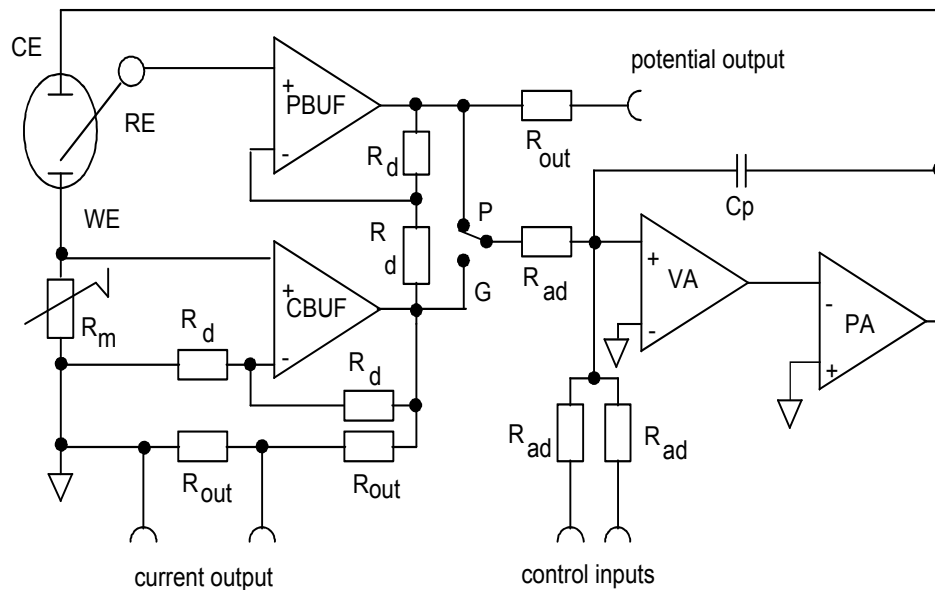 CE
potential output
+
PBUF
-
RE
R
d
R
out
Cp
WE
R
d
P
R
ad
+
VA
-
-
PA
+
G
+
CBUF
-
R
m
R
d
R
d
R
ad
R
ad
R
out
R
out
current output
control inputs